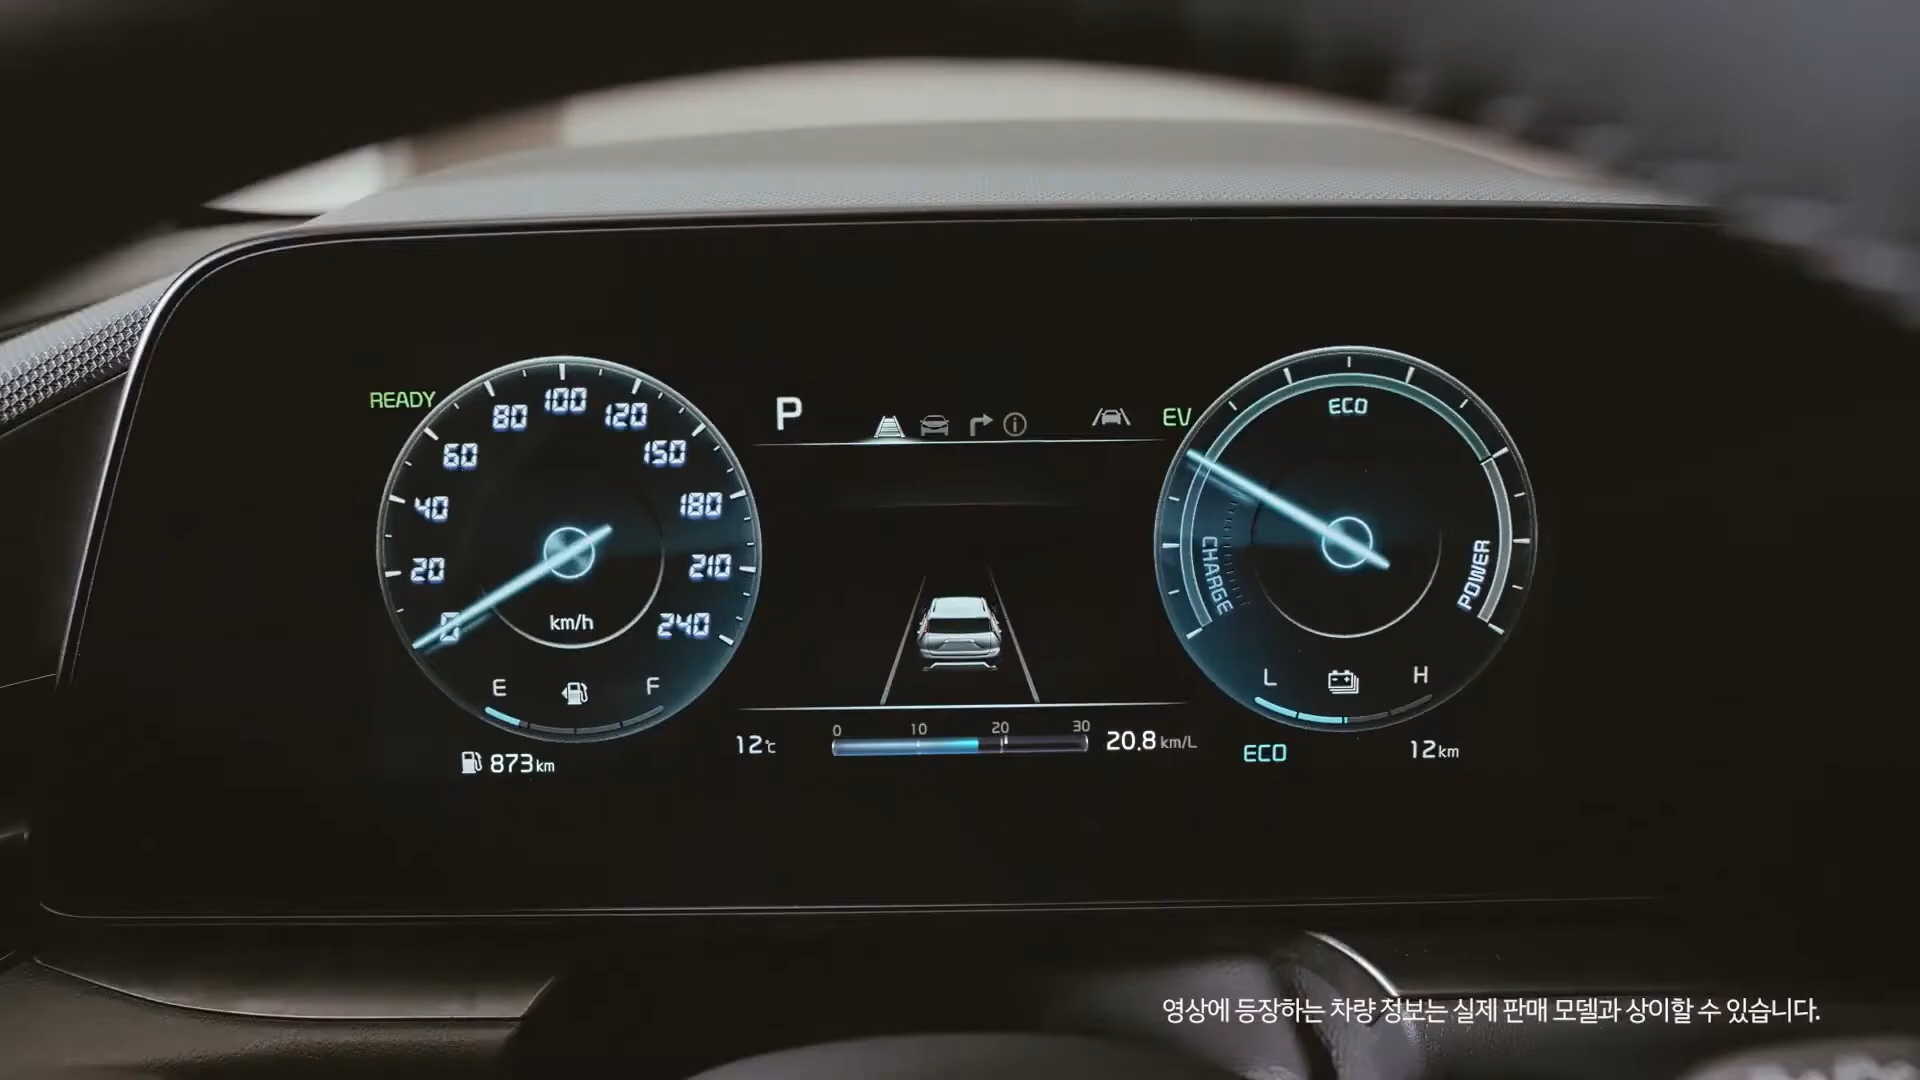 READY
0
20
40
60
80
100
120
150
180
210
240
km/h
E
F
873km
P
EV
12℃
0 10 20 30
20.8km/L
ECO
CHARGE
POWER
L
H
ECO
12km
영상에 등장하는 차량 정보는 실제 판매 모델과 상이할 수 있습니다.